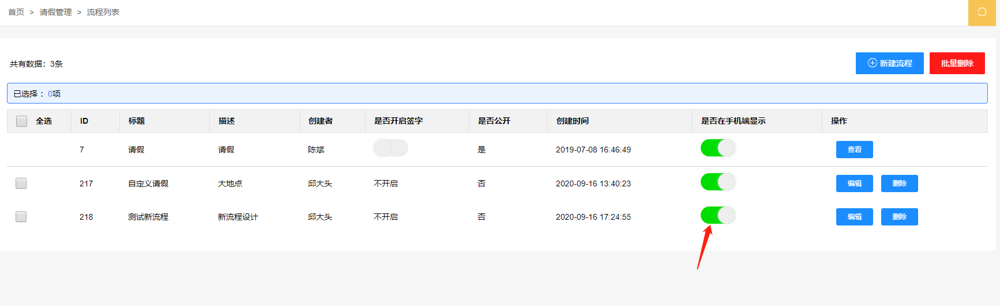 首页 > 请假管理 > 流程列表
共有数据：3条
新建流程 批量删除
已选择：0项
全选 ID 标题 描述 创建者 是否开启签字 是否公开 创建时间 是否在手机端显示 操作
7 请假 请假 陈斌 是 2019-07-08 16:46:49 查看
217 自定义请假 大地点 邱大头 不开启 否 2020-09-16 13:40:23 编辑 删除
218 测试新流程 新流程设计 邱大头 不开启 否 2020-09-16 17:24:55 编辑 删除